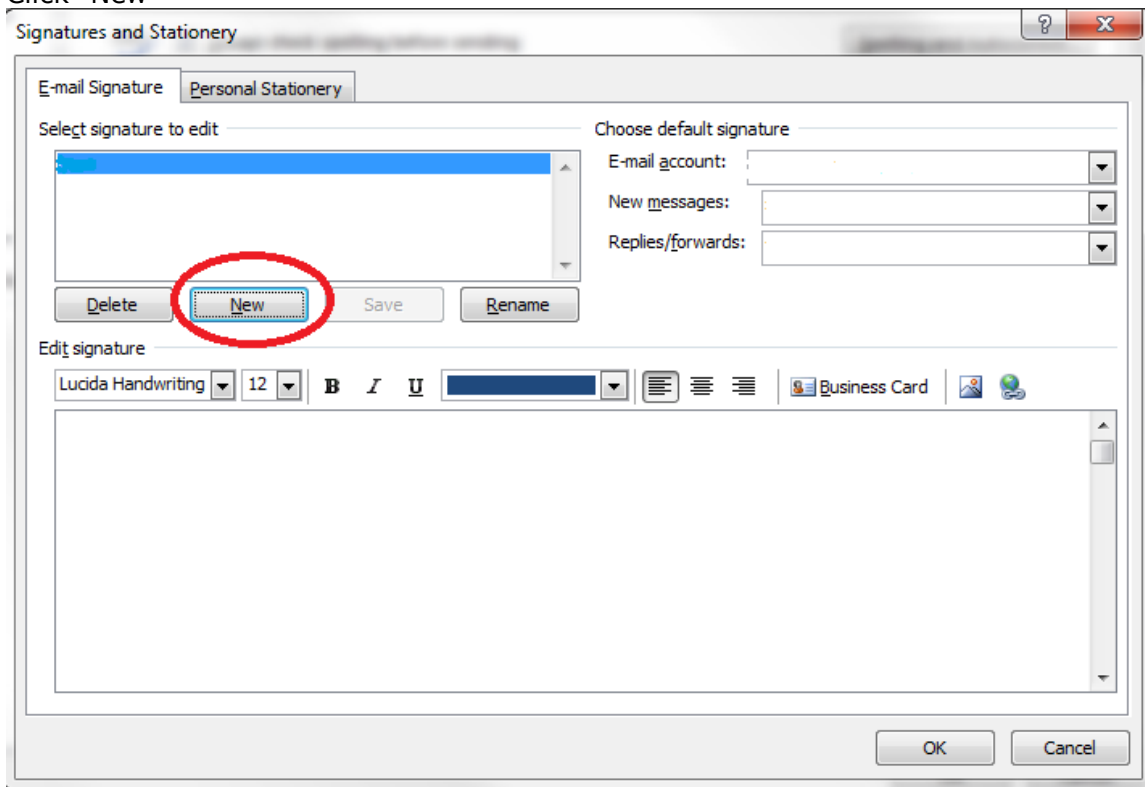 Click "New"
Signatures and Stationery
E-mail Signature Personal Stationery
Select signature to edit
Choose default signature
E-mail account:
New messages:
Replies/forwards:
Delete New Save Rename
Edit signature
Lucida Handwriting 12 B I U Business Card
OK Cancel